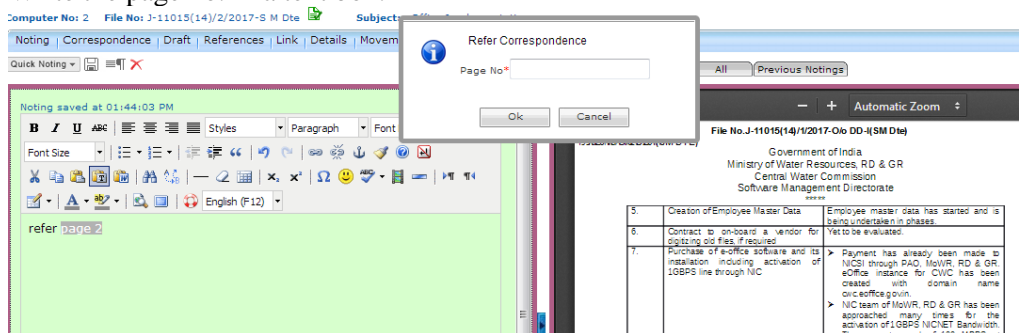 Computer No: 2 File No: J-11015(14)/2/2017-S M Dte Subject:
Noting Correspondence Draft References Link Details Movem
Quick Noting
Refer Correspondence
Page No*
Ok Cancel
All Previous Notings
Noting saved at 01:44:03 PM
B I U ABC Styles Paragraph Font
Font Size
English (F12)
refer page 2
Automatic Zoom
File No.J-11015(14)/1/2017-O/o DD-I(SM Dte)
Government of India
Ministry of Water Resources, RD & GR
Central Water Commission
Software Management Directorate
*****
5. Creation of Employee Master Data Employee master data has started and is
being undertaken in phases.
6. Contract to on-board a vendor for Yet to be evaluated.
digitizing old files, if required
7. Purchase of e-office software and its
installation including activation of
1GBPS line through NIC
➢ Payment has already been made to
NICSI through PAO, MoWR, RD & GR.
eOffice instance for CWC has been
created with domain name
cwc.eoffice.gov.in.
➢ NIC team of MoWR, RD & GR has been
approached many times for the
activation of 1GBPS NICNET Bandwidth.